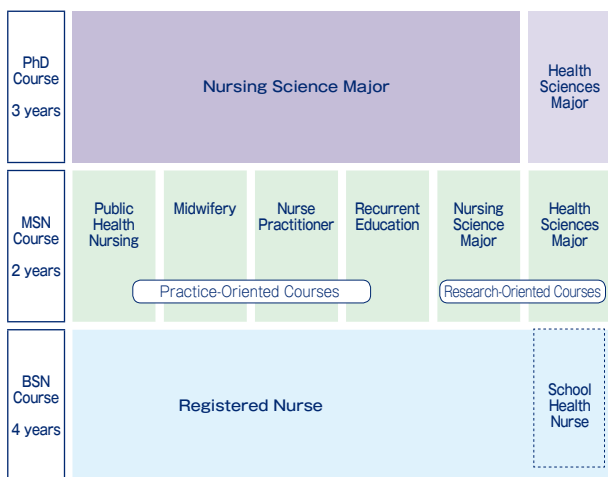 PhD
Course
3 years
Nursing Science Major
Health
Sciences
Major
MSN
Course
2 years
Public
Health
Nursing
Midwifery
Nurse
Practitioner
Recurrent
Education
Nursing
Science
Major
Health
Sciences
Major
Practice-Oriented Courses
Research-Oriented Courses
BSN
Course
4 years
Registered Nurse
School
Health
Nurse